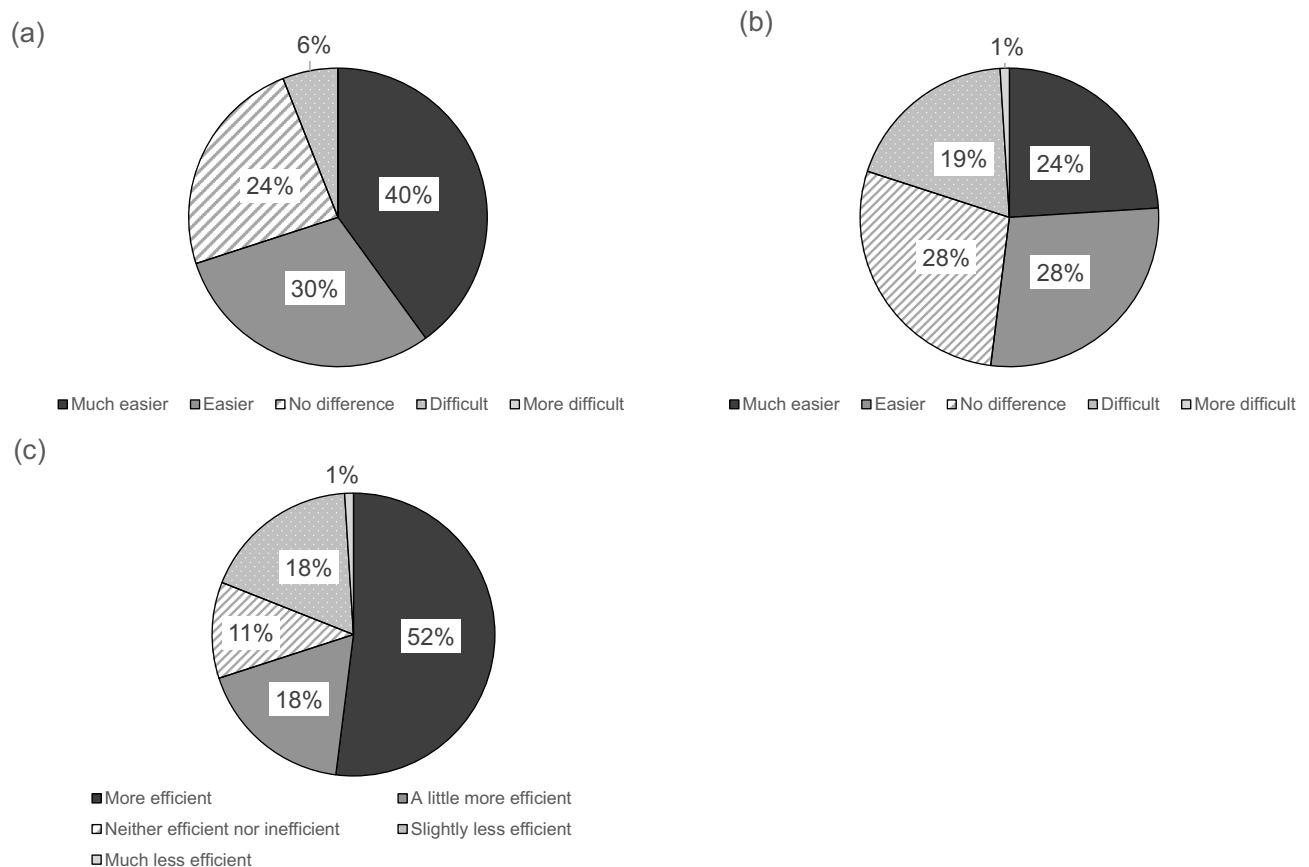 (a)
6%
24%
40%
30%
Much easier Easier No difference Difficult More difficult
(b)
1%
19%
24%
28%
28%
Much easier Easier No difference Difficult More difficult
(c)
1%
18%
11%
52%
18%
More efficient A little more efficient
Neither efficient nor inefficient Slightly less efficient
Much less efficient